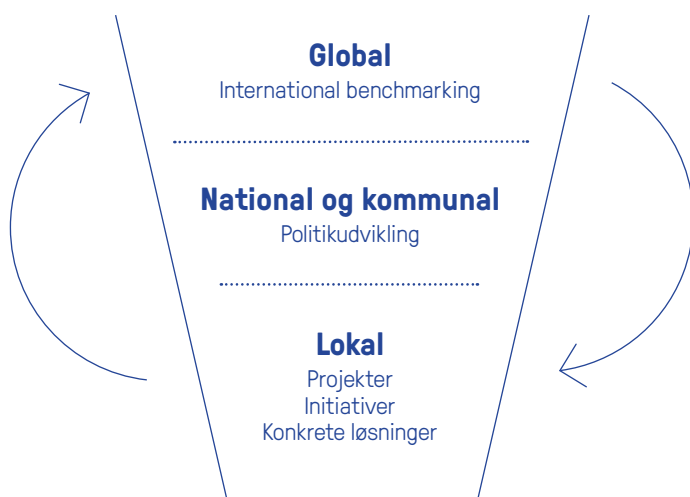 Global
International benchmarking
National og kommunal
Politikudvikling
Lokal
Projekter
Initiativer
Konkrete løsninger